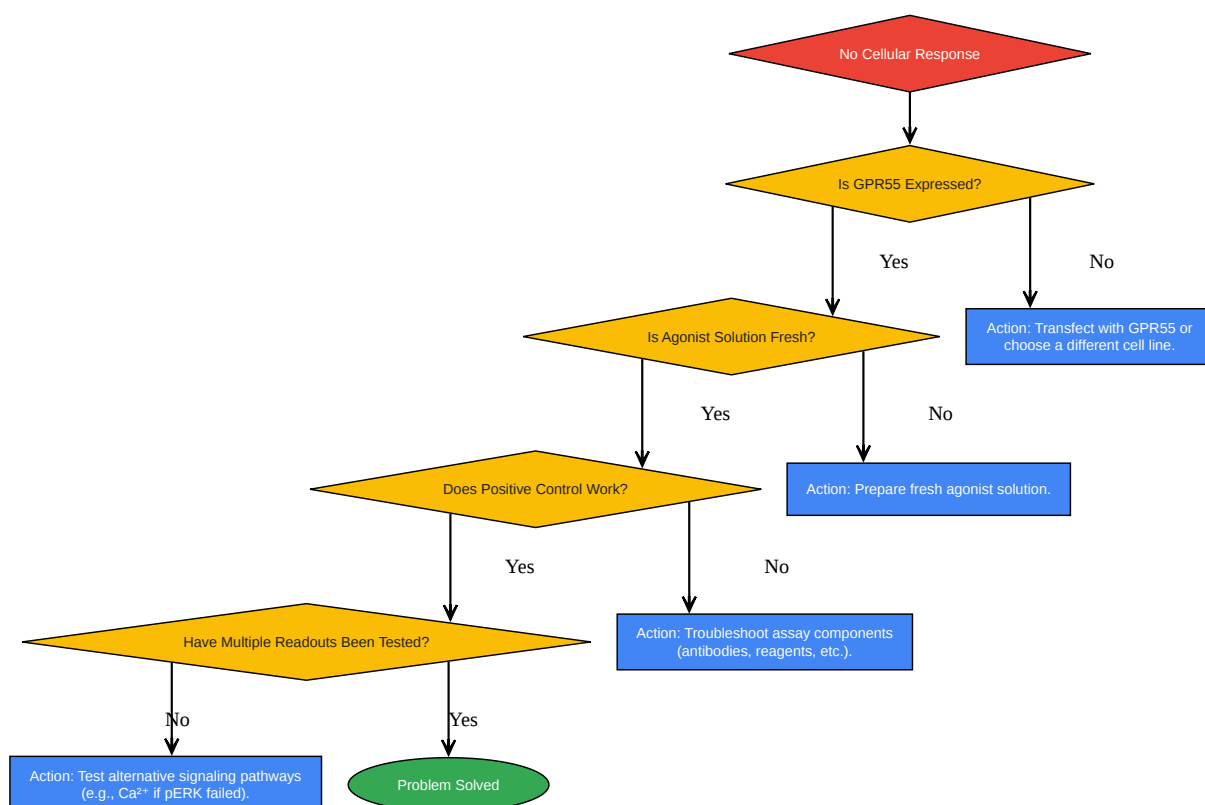 No Cellular Response
Is GPR55 Expressed?
Yes
No
Action: Transfect with GPR55 or
choose a different cell line.
Is Agonist Solution Fresh?
Yes
No
Action: Prepare fresh agonist solution.
Does Positive Control Work?
Yes
No
Action: Troubleshoot assay components
(antibodies, reagents, etc.).
Have Multiple Readouts Been Tested?
No
Yes
Action: Test alternative signaling pathways
(e.g., Ca²⁺ if pERK failed).
Problem Solved